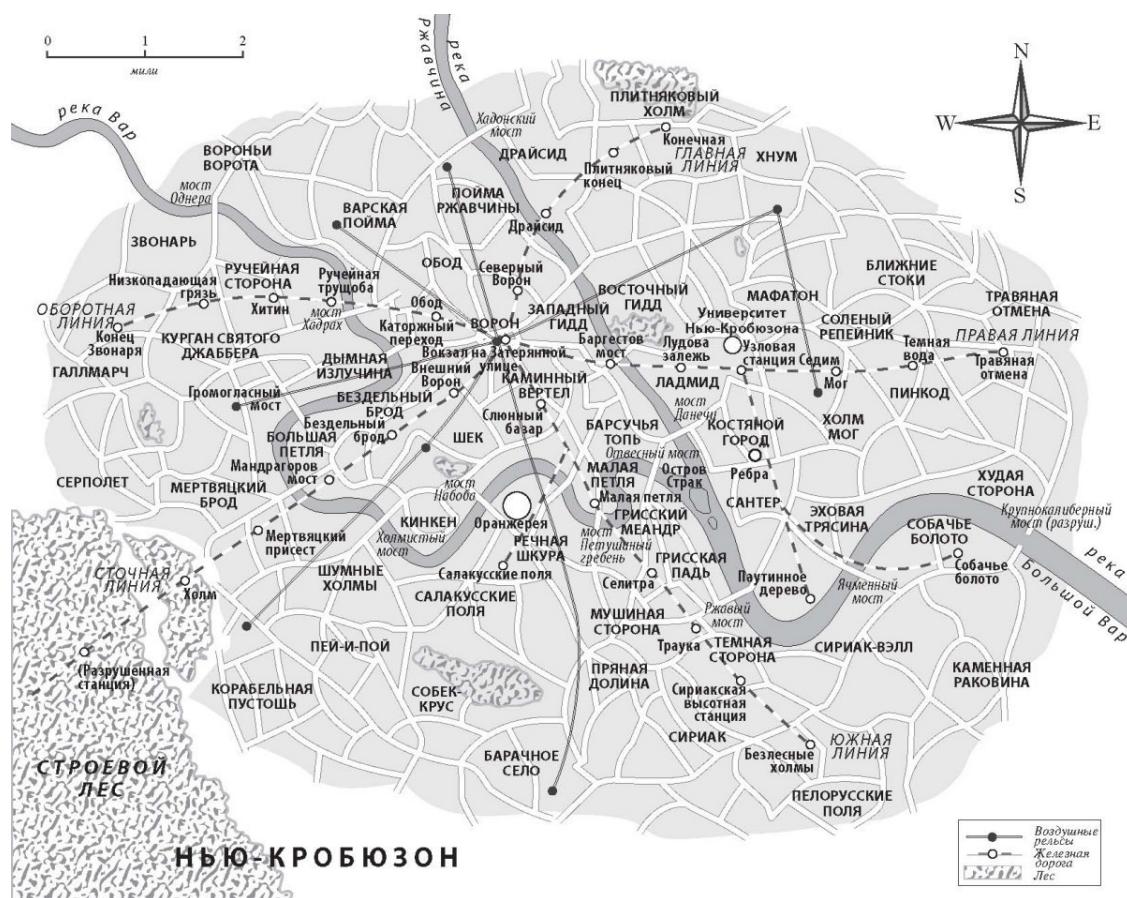 0 1 2
мили
река Вар
река
Ржавчина
N
W E
S
ПЛИТНЯКОВЫЙ
ХОЛМ
Хадонский
мост
Конечная
ГЛАВНАЯ
ЛИНИЯ
ВОРОНЬИ
ВОРОТА
ДРАЙСИД
Плитняковый
конец
ХНУМ
мост
Однера
ПОЙМА
РЖАВЧИНЫ
ВАРСКАЯ
ПОЙМА
Драйсид
ЗВОНАРЬ
ОБОД
Северный
Ворон
БЛИЖНИЕ
СТОКИ
Низкопадающая
грязь
РУЧЕЙНАЯ
СТОРОНА
Хитин
Ручейная
трущоба
ВОСТОЧНЫЙ
ГИДД
МАФАТОН
ТРАВЯНАЯ
ОТМЕНА
ОБОРОТНАЯ
ЛИНИЯ
мост
Хадрах
Обод
ЗАПАДНЫЙ
ГИДД
Университет
Нью-Кробюзона
СОЛЕНЫЙ
РЕПЕЙНИК
ПРАВАЯ ЛИНИЯ
Конец
Звонаря
КУРГАН СВЯТОГО
ДЖАББЕРА
Каторжный
переход
ВОРОН
Вокзал на Затерянной
улице
Баргестов
мост
Лудова
залежь
Узловая
станция Седим
Темная
вода
Травяная
отмена
ГАЛЛМАРЧ
ДЫМНАЯ
ИЗЛУЧИНА
Внешний
Ворон
КАМИННЫЙ
ВЕРТЕЛ
ЛАДМИД
Мог
ПИНКОД
Громогласный
мост
БЕЗДЕЛЬНЫЙ
БРОД
Слюнный
базар
мост
Данечи
ХОЛМ
МОГ
Бездельный
брод
БОЛЬШАЯ
ПЕТЛЯ
ШЕК
БАРСУЧЬЯ
ТОПЬ
КОСТЯНОЙ
ГОРОД
Отвесный мост
Мандрагоров
мост
МАЛАЯ
ПЕТЛЯ
Остров
Страк
Ребра
СЕРПОЛЕТ
МЕРТВЯЦКИЙ
БРОД
мост
Набоба
Малая петля
САНТЕР
ХУДАЯ
СТОРОНА
КИНКЕН
Оранжерея
ГРИССКИЙ
МЕАНДР
ЭХОВАЯ
ТРЯСИНА
Крупнокалиберный
мост (разруш.)
Мертвяцкий
присест
Холмистый
мост
РЕЧНАЯ
ШКУРА
мост
Петушиный
гребень
СОБАЧЬЕ
БОЛОТО
река
Большой Вар
СТОЧНАЯ
ЛИНИЯ
ШУМНЫЕ
ХОЛМЫ
Салакусские поля
ГРИССКАЯ
ПАДЬ
Собачье
болото
Холм
Селитра
Паутинное
дерево
Ячменный
мост
САЛАКУССКИЕ
ПОЛЯ
МУШИНАЯ
СТОРОНА
Ржавый
мост
Траука
ТЕМНАЯ
СТОРОНА
СИРИАК-ВЭЛЛ
ПЕЙ-И-ПОЙ
(Разрушенная
станция)
ПРЯНАЯ
ДОЛИНА
КАМЕННАЯ
РАКОВИНА
КОРАБЕЛЬНАЯ
ПУСТОШЬ
СОБЕК-
КРУС
Сириакская
высотная
станция
СИРИАК
ЮЖНАЯ
ЛИНИЯ
Безлесные
холмы
БАРАЧНОЕ
СЕЛО
СТРОЕВОЙ
ЛЕС
ПЕЛОРУССКИЕ
ПОЛЯ
НЬЮ-КРОБЮЗОН
Воздушные
рельсы
Железная
дорога
Лес